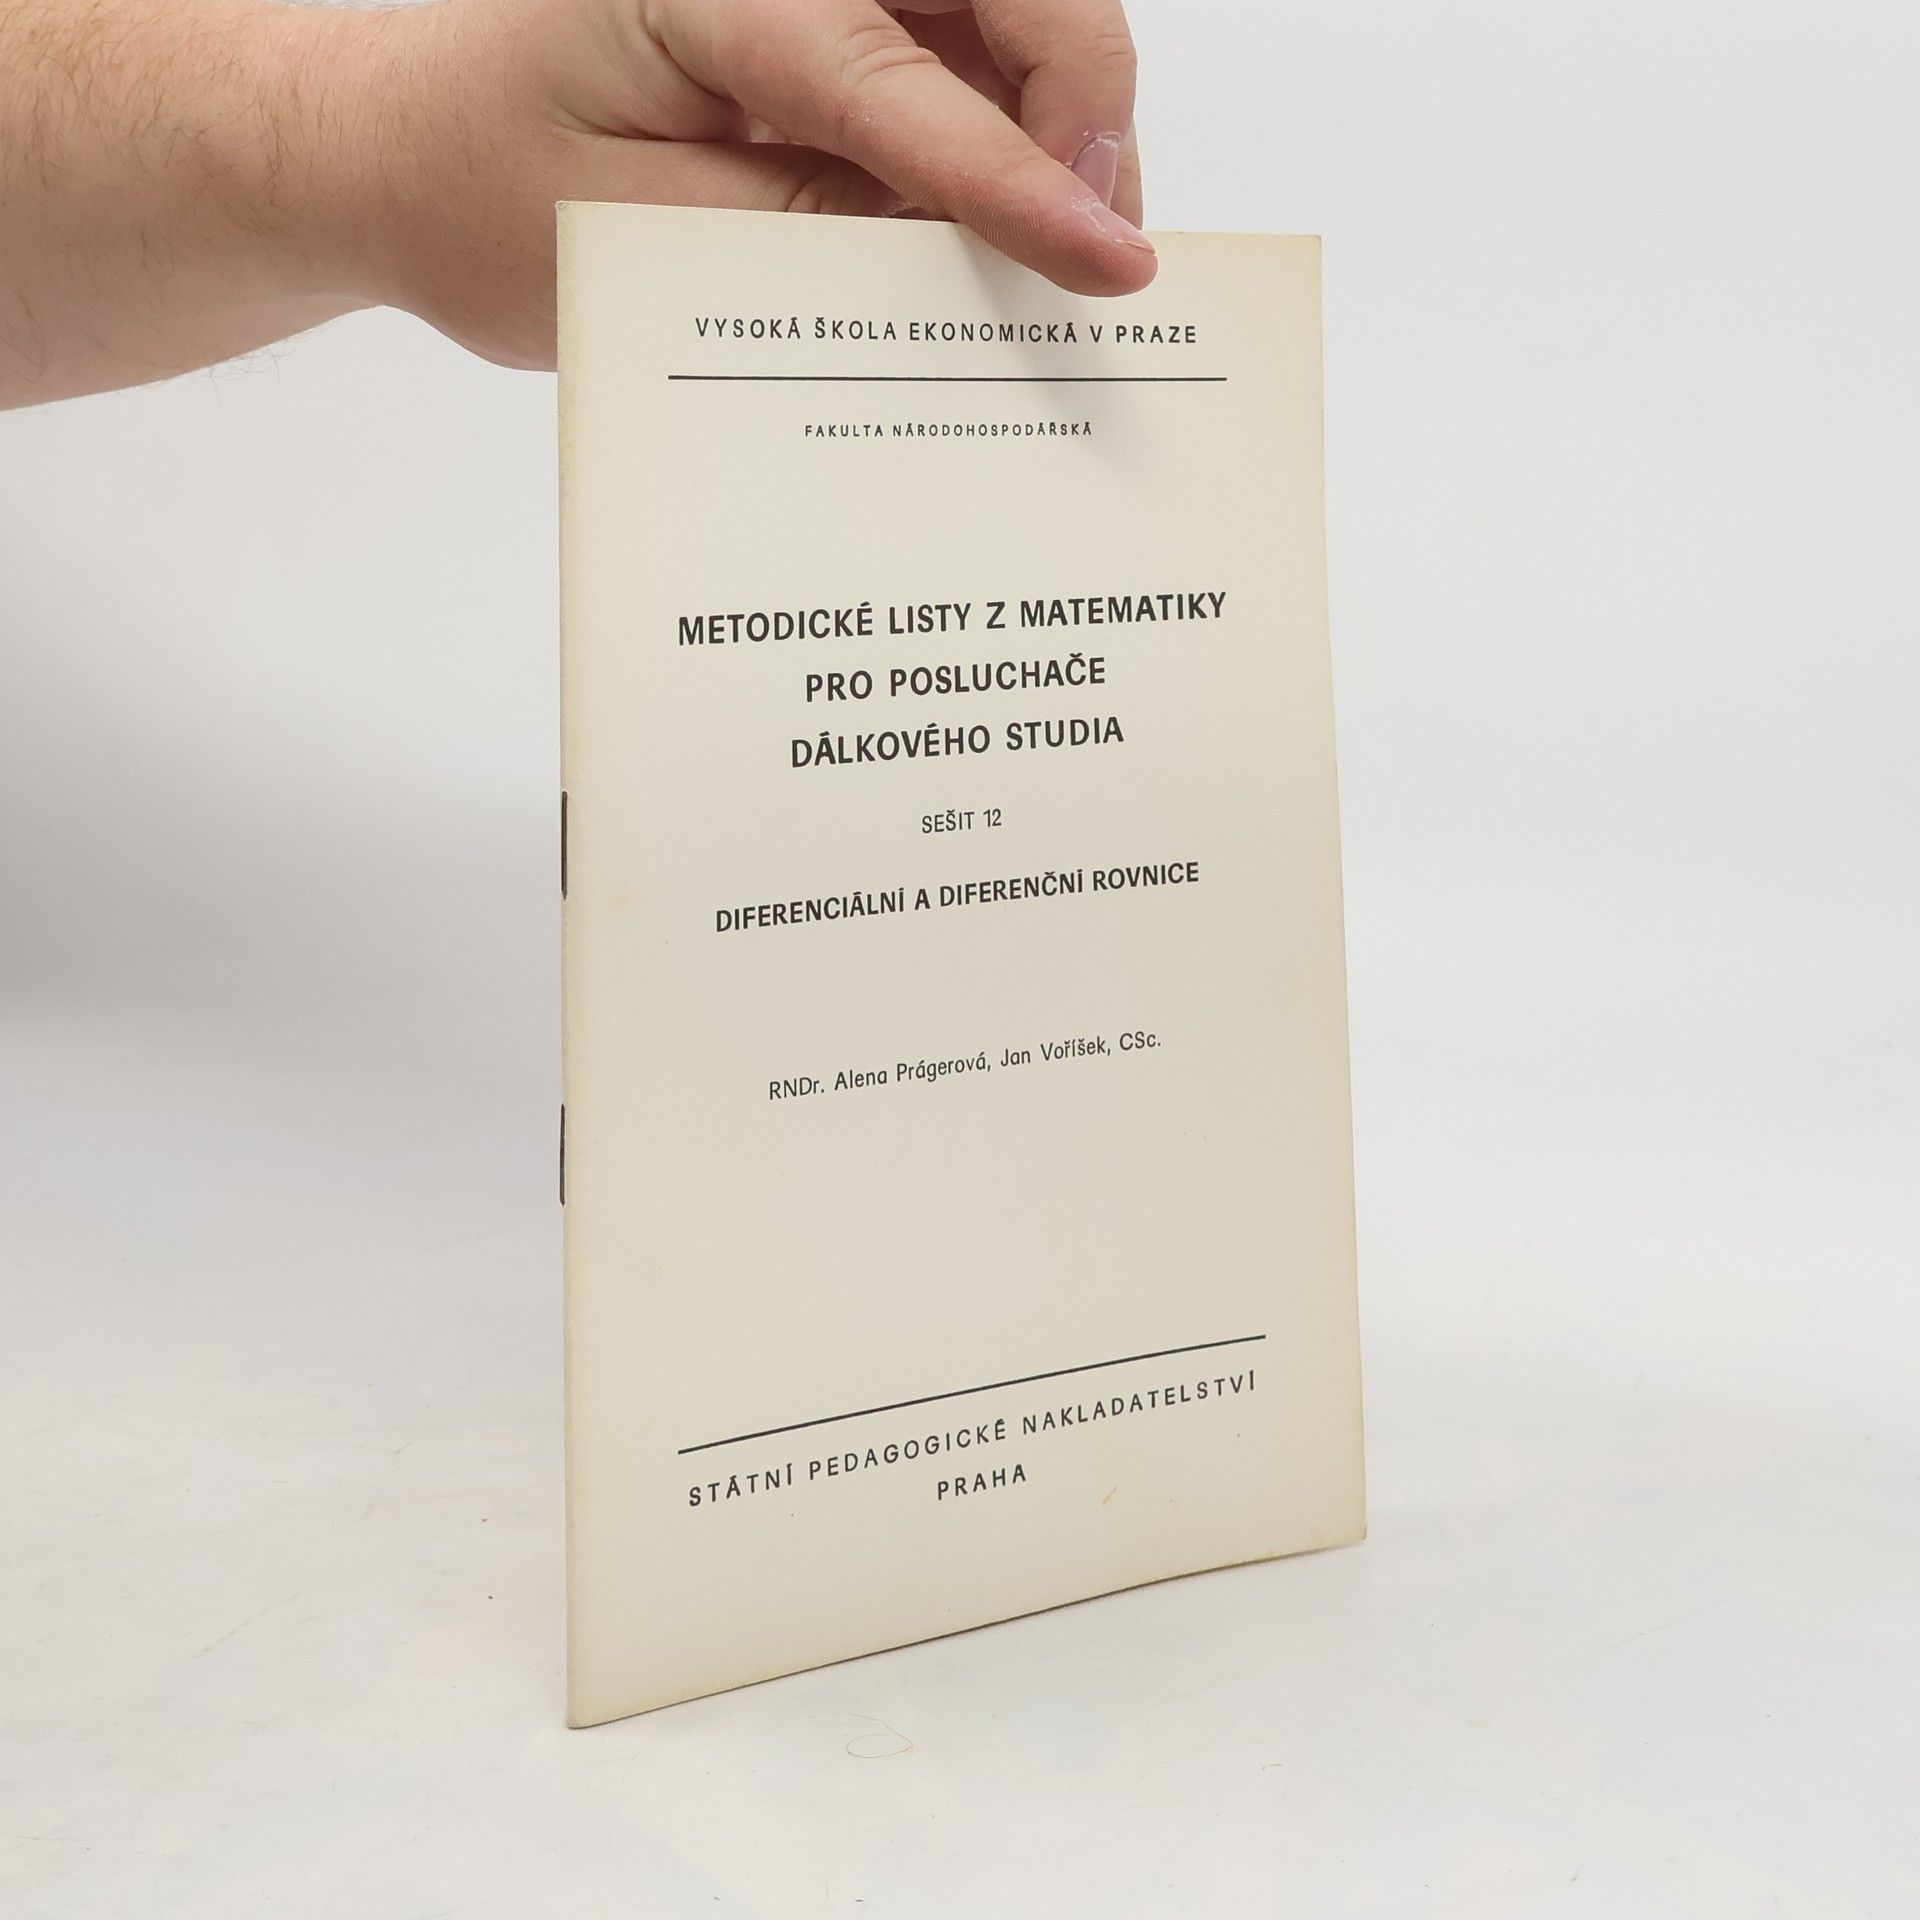 VYSOKÁ ŠKOLA EKONOMICKÁ V PRAZE
FAKULTA NÁRODOHOSPODÁŘSKÁ
METODICKÉ LISTY Z MATEMATIKY
PRO POSLUCHAČE
DÁLKOVÉHO STUDIA
SEŠIT 12
DIFERENCIÁLNÍ A DIFERENČNÍ ROVNICE
RNDr. Alena Prágerová, Jan Voříšek, CSc.
STÁTNÍ PEDAGOGICKÉ NAKLADATELSTVÍ
PRAHA